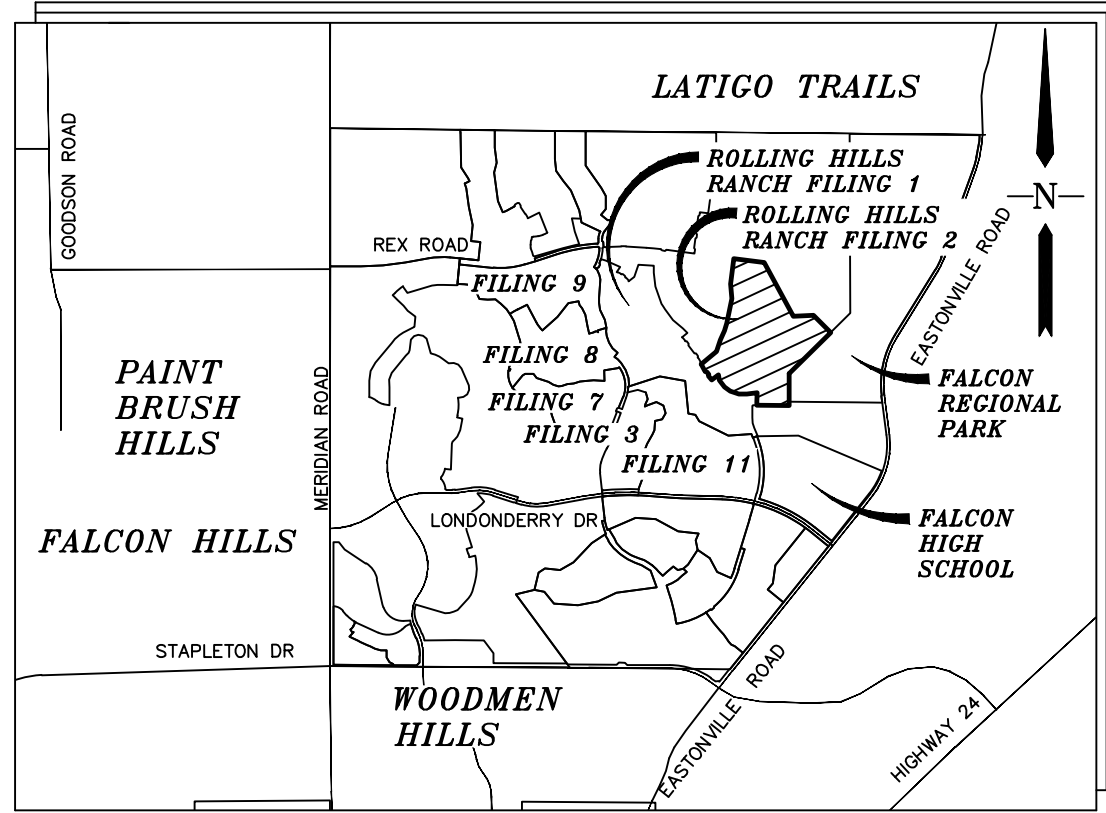 LATIGO TRAILS
GOODSON ROAD
ROLLING HILLS
RANCH FILING 1
N
ROLLING HILLS
RANCH FILING 2
REX ROAD
EASTONVILLE ROAD
FILING 9
FILING 8
PAINT
BRUSH
HILLS
MERIDIAN ROAD
FILING 7
FALCON
REGIONAL
PARK
FILING 3
FILING 11
LONDONDERRY DR
FALCON HILLS
FALCON
HIGH
SCHOOL
STAPLETON DR
WOODMEN
HILLS
EASTONVILLE ROAD
HIGHWAY 24